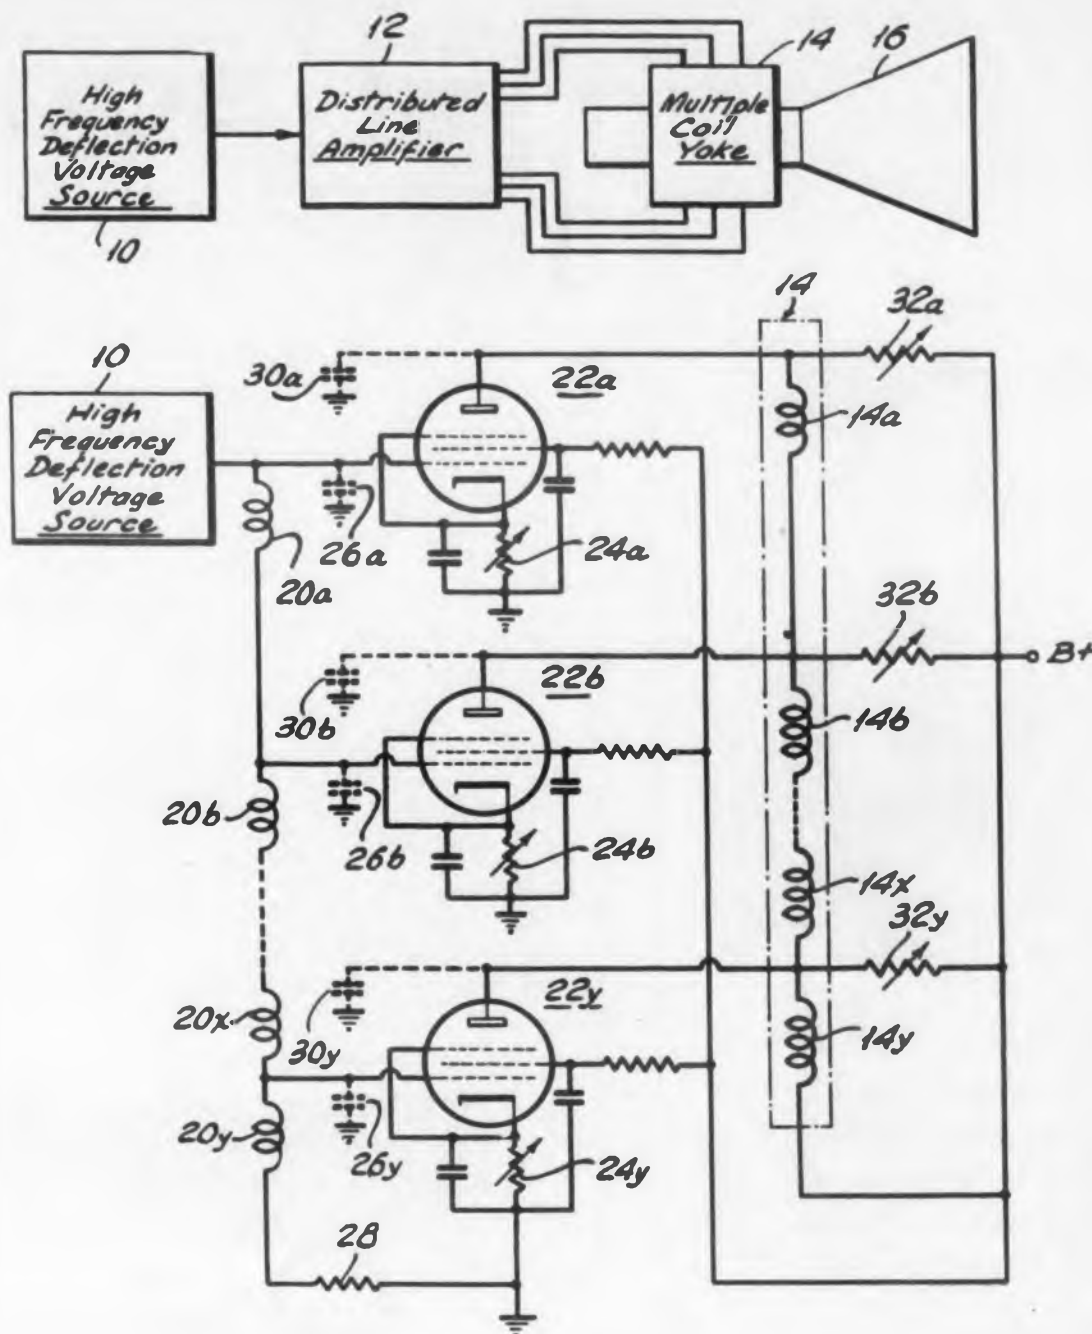 12
14
16
High
Frequency
Deflection
Voltage
Source
Distributed
Line
Amplifier
Multiple
Coil
Yoke
10
14
32a
10
30a
22a
High
Frequency
Deflection
Voltage
Source
14a
26a
24a
20a
32b
B+
22b
30b
14b
20b
26b
24b
14x
32y
22y
20x
30y
14y
20y
26y
24y
28